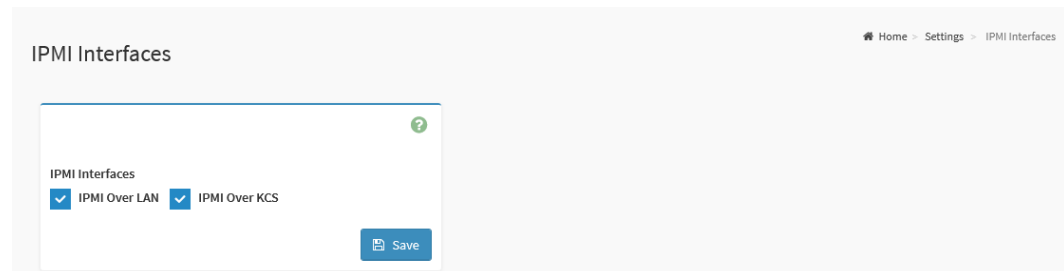 Home > Settings > IPMI Interfaces
IPMI Interfaces
?
IPMI Interfaces
IPMI Over LAN IPMI Over KCS
Save